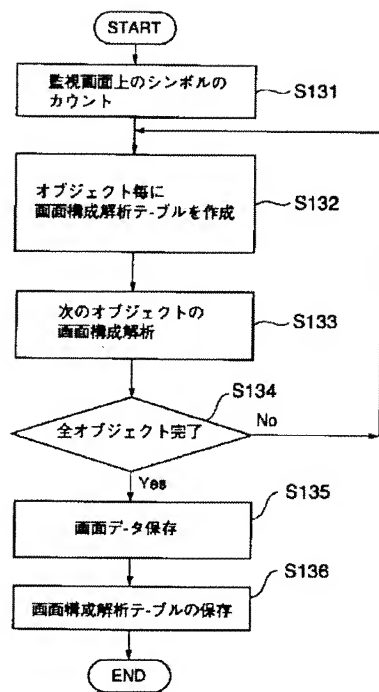 START
監視画面上のシンボルの
カウント
S131
オブジェクト毎に
画面構成解析テ-ブルを作成
S132
次のオブジェクトの
画面構成解析
S133
S134
全オブジェクト完了
No
Yes
S135
画面デ-タ保存
S136
画面構成解析テ-ブルの保存
END